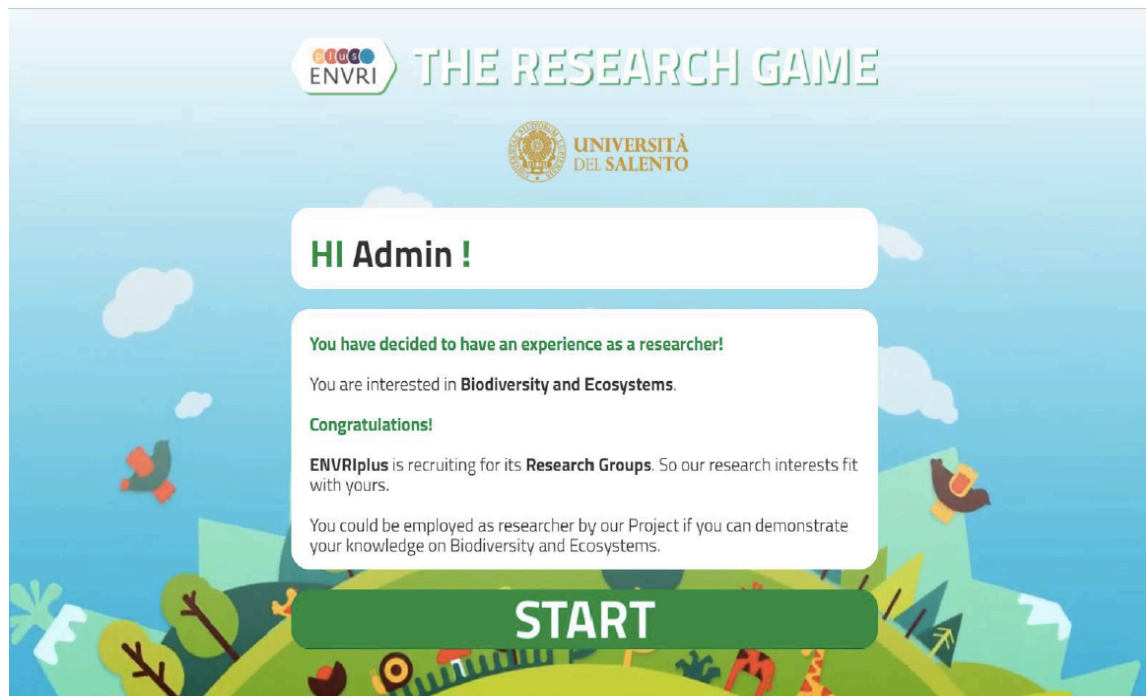 plus
ENVRI
THE RESEARCH GAME
UNIVERSITÀ
DEL SALENTO
HI Admin !
You have decided to have an experience as a researcher!
You are interested in Biodiversity and Ecosystems.
Congratulations!
ENVRIplus is recruiting for its Research Groups. So our research interests fit
with yours.
You could be employed as researcher by our Project if you can demonstrate
your knowledge on Biodiversity and Ecosystems.
START